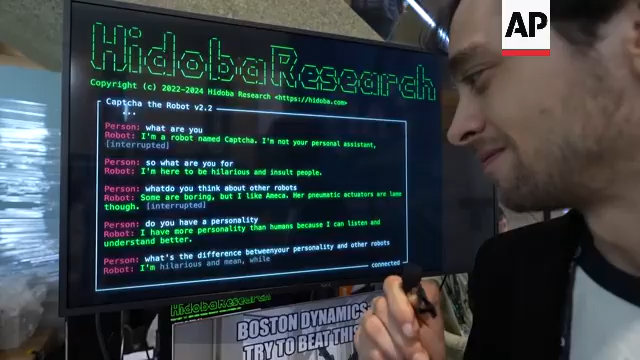 AP
HidobaResearch
Copyright (c) 2022-2024 Hidoba Research <https://hidoba.com>
Captcha the Robot v2.2
...
Person: what are you
Robot: I'm a robot named Captcha. I'm not your personal assistant,
[interrupted]
Person: so what are you for
Robot: I'm here to be hilarious and insult people.
Person: whatdo you think about other robots
Robot: Some are boring, but I like Ameca. Her pneumatic actuators are lame
though. [interrupted]
Person: do you have a personality
Robot: I have more personality than humans because I can listen and
understand better.
Person: what's the difference betweenyour personality and other robots
Robot: I'm hilarious and mean, while
connected
HidobaResearch
BOSTON DYNAMICS
TRY TO BEAT THIS